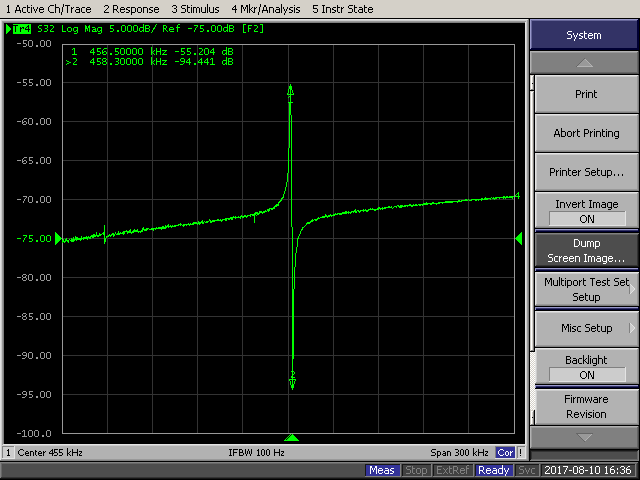 1 Active Ch/Trace 2 Response 3 Stimulus 4 Mkr/Analysis 5 Instr State
Tr4 S32 Log Mag 5.000dB/ Ref -75.00dB [F2]
-50.00
1 456.50000 kHz -55.204 dB
>2 458.30000 kHz -94.441 dB
-55.00
-60.00
-65.00
-70.00
-75.00
-80.00
-85.00
-90.00
-95.00
-100.0
2
1 Center 455 kHz IFBW 100 Hz Span 300 kHz Cor !
System
Print
Abort Printing
Printer Setup...
Invert Image
ON
Dump
Screen Image...
Multiport Test Set
Setup
Misc Setup
Backlight
ON
Firmware
Revision
Meas Stop ExtRef Ready Svc 2017-08-10 16:36